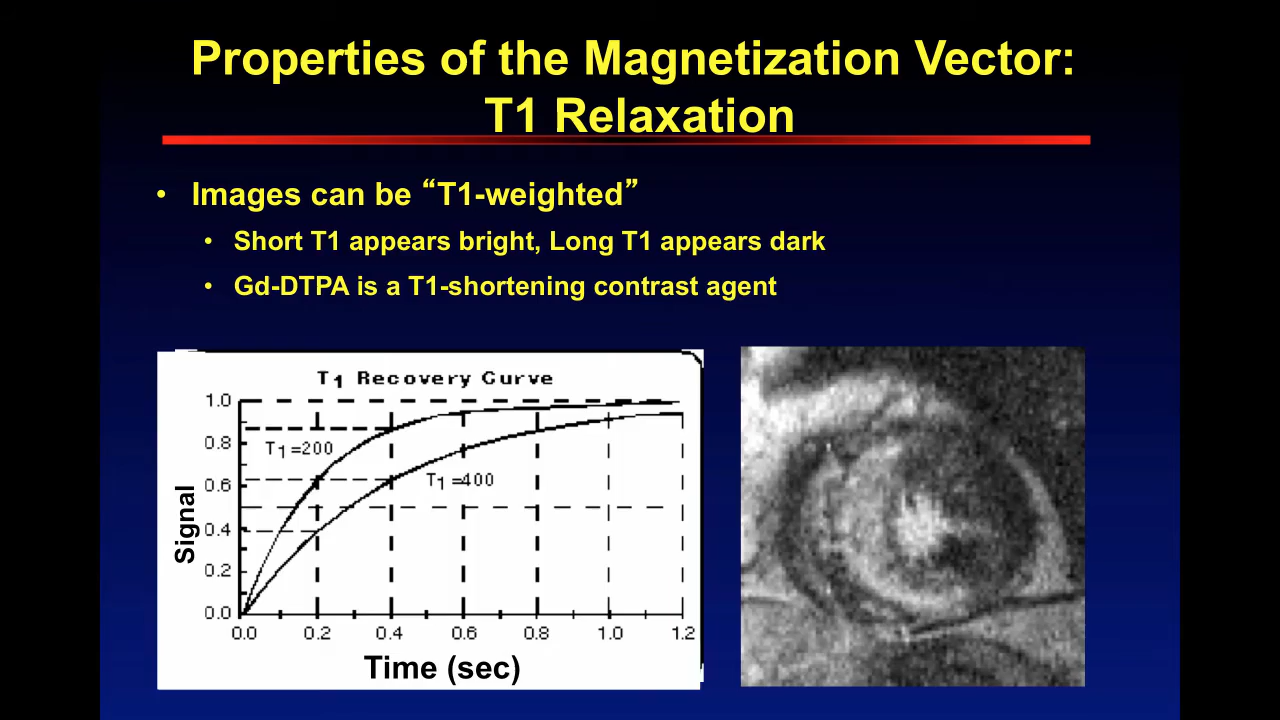 Properties of the Magnetization Vector:
T1 Relaxation
• Images can be “T1-weighted”
• Short T1 appears bright, Long T1 appears dark
• Gd-DTPA is a T1-shortening contrast agent
T1 Recovery Curve
1.0
0.8
0.6
0.4
0.2
0.0
Signal
T1=200
T1=400
0.0 0.2 0.4 0.6 0.8 1.0 1.2
Time (sec)